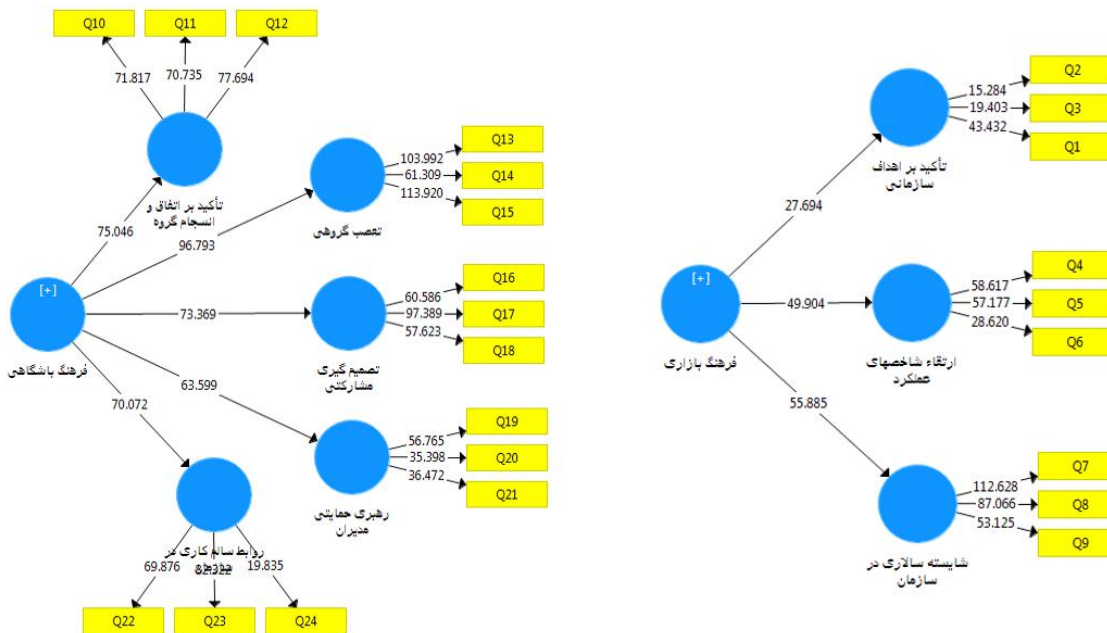 Q10
Q11
Q12
71.817
70.735
77.694
تأکید بر اتفاق و
انسجام گروه
75.046
Q13
Q14
Q15
103.992
61.309
113.920
تعصب گروهی
96.793
[+]
فرهنگ باشگاهی
73.369
Q16
Q17
Q18
60.586
97.389
57.623
تصمیم گیری
مشارکتی
63.599
70.072
Q19
Q20
Q21
56.765
35.398
36.472
رهبری حمایتی
مدیران
روابط سالم کاری در
69.876
19.835
Q22
Q23
Q24
Q2
Q3
Q1
15.284
19.403
43.432
تأکید بر اهداف
سازمانی
27.694
[+]
فرهنگ بازاری
49.904
Q4
Q5
Q6
58.617
57.177
28.620
ارتقاء شاخصهای
عملکرد
55.885
Q7
Q8
Q9
112.628
87.066
53.125
شایسته سالاری در
سازمان